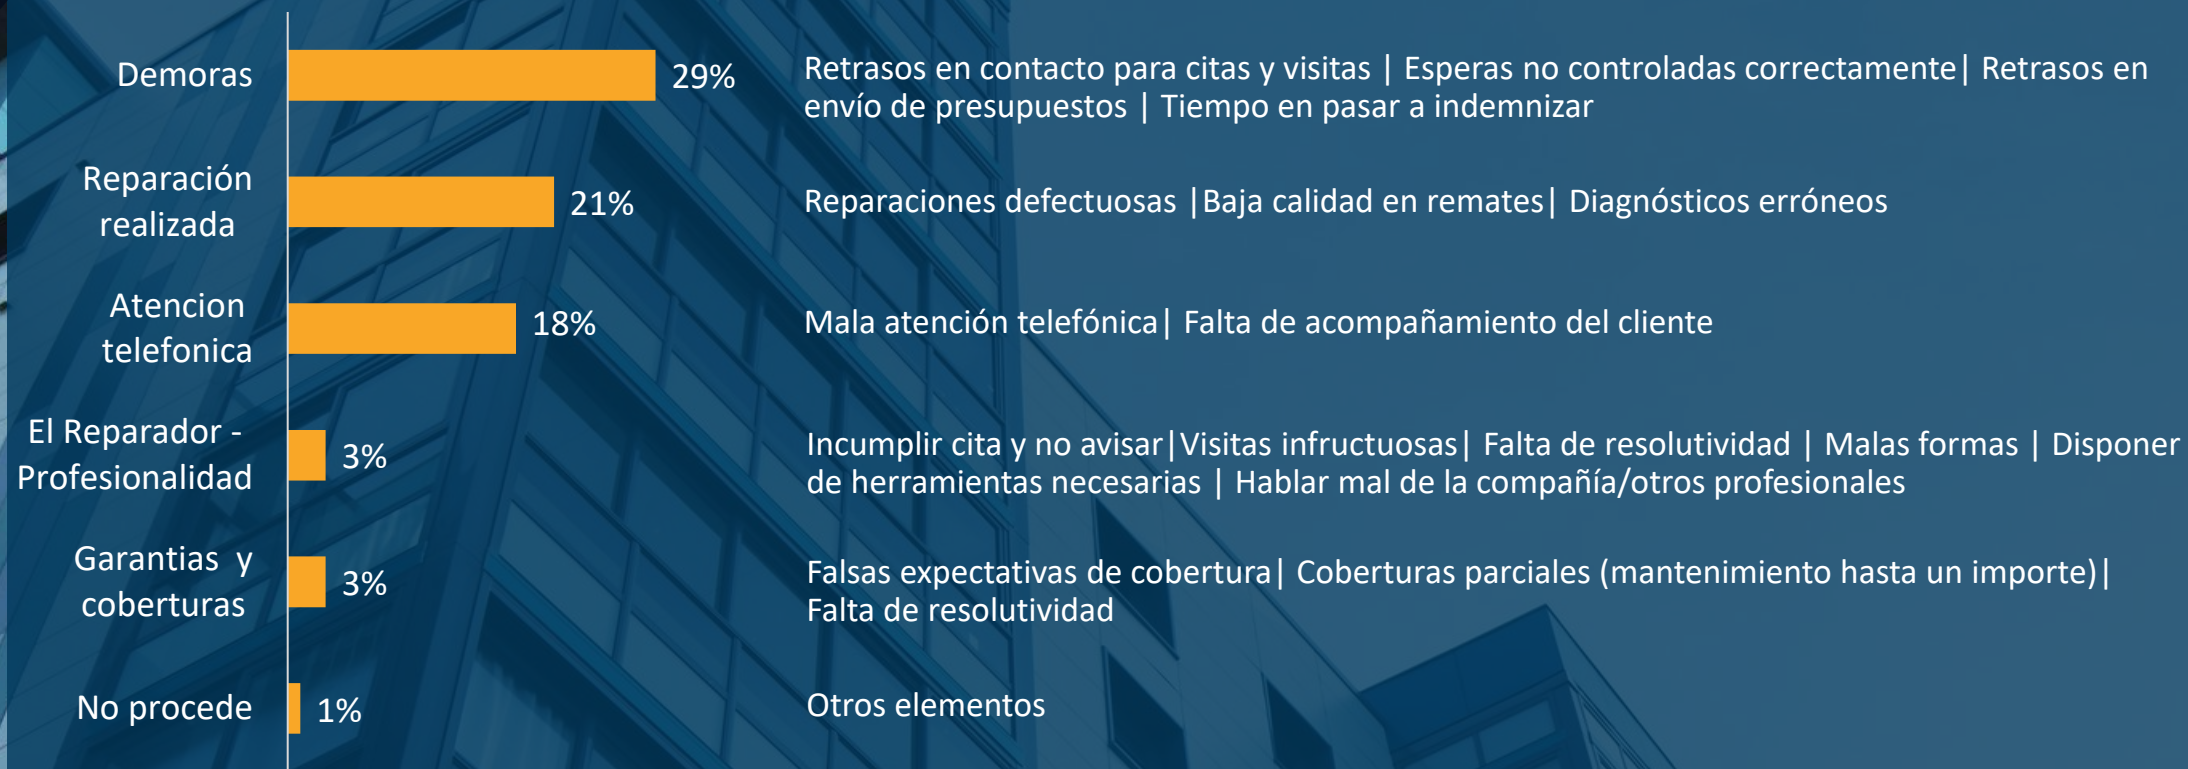 Demoras
29%
Retrasos en contacto para citas y visitas | Esperas no controladas correctamente| Retrasos en
envío de presupuestos | Tiempo en pasar a indemnizar
Reparación
realizada
21%
Reparaciones defectuosas |Baja calidad en remates| Diagnósticos erróneos
Atencion
telefonica
18%
Mala atención telefónica| Falta de acompañamiento del cliente
El Reparador -
Profesionalidad
3%
Incumplir cita y no avisar|Visitas infructuosas| Falta de resolutividad | Malas formas | Disponer
de herramientas necesarias | Hablar mal de la compañía/otros profesionales
Garantias y
coberturas
3%
Falsas expectativas de cobertura| Coberturas parciales (mantenimiento hasta un importe)|
Falta de resolutividad
No procede
1%
Otros elementos